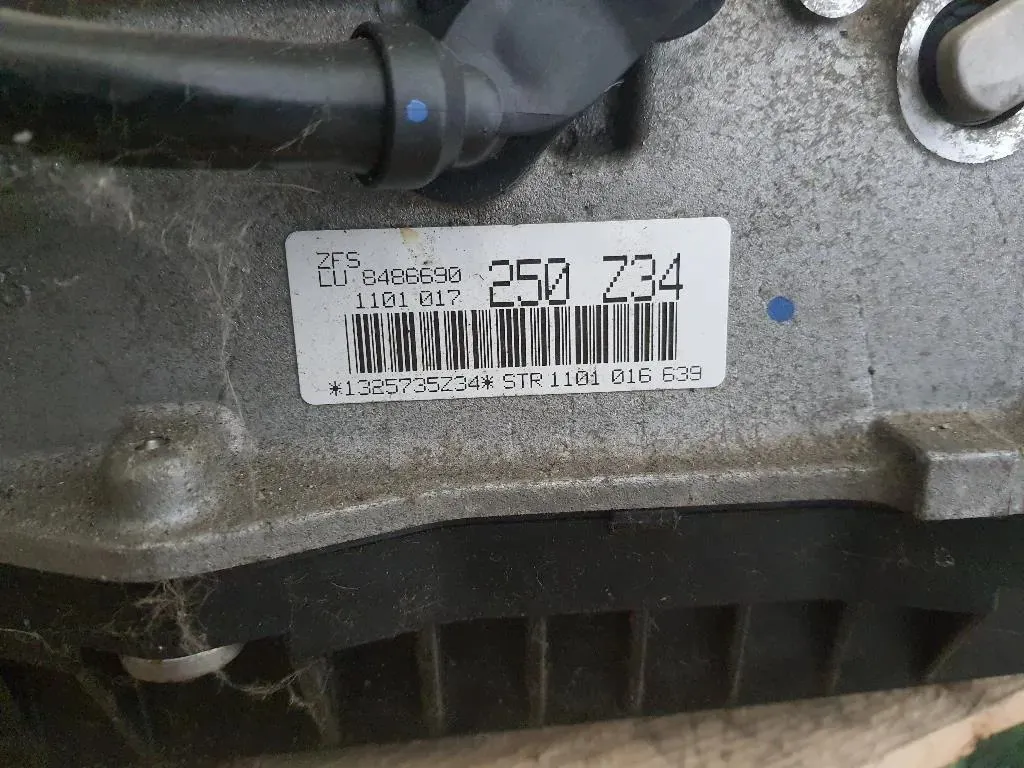 ZFS
LU 8486690 250 Z34
1101 017
*1325735Z34* STR 1101 016 639